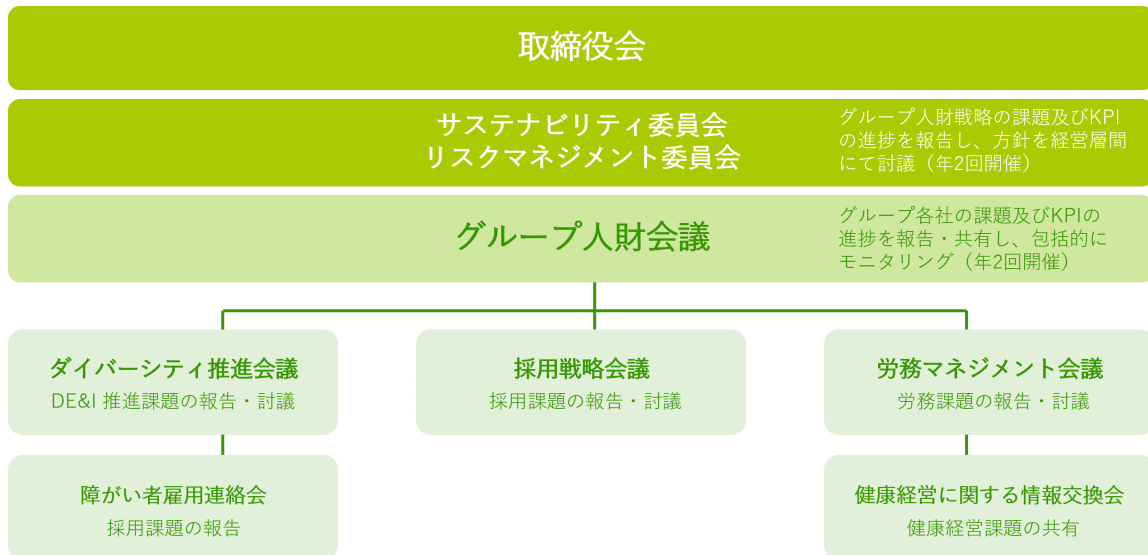 取締役会
サステナビリティ委員会
リスクマネジメント委員会
グループ人財戦略の課題及びKPI
の進捗を報告し、方針を経営層間
にて討議（年2回開催）
グループ人財会議
グループ各社の課題及びKPIの
進捗を報告・共有し、包括的に
モニタリング（年2回開催）
ダイバーシティ推進会議
DE&I 推進課題の報告・討議
採用戦略会議
採用課題の報告・討議
労務マネジメント会議
労務課題の報告・討議
障がい者雇用連絡会
採用課題の報告
健康経営に関する情報交換会
健康経営課題の共有